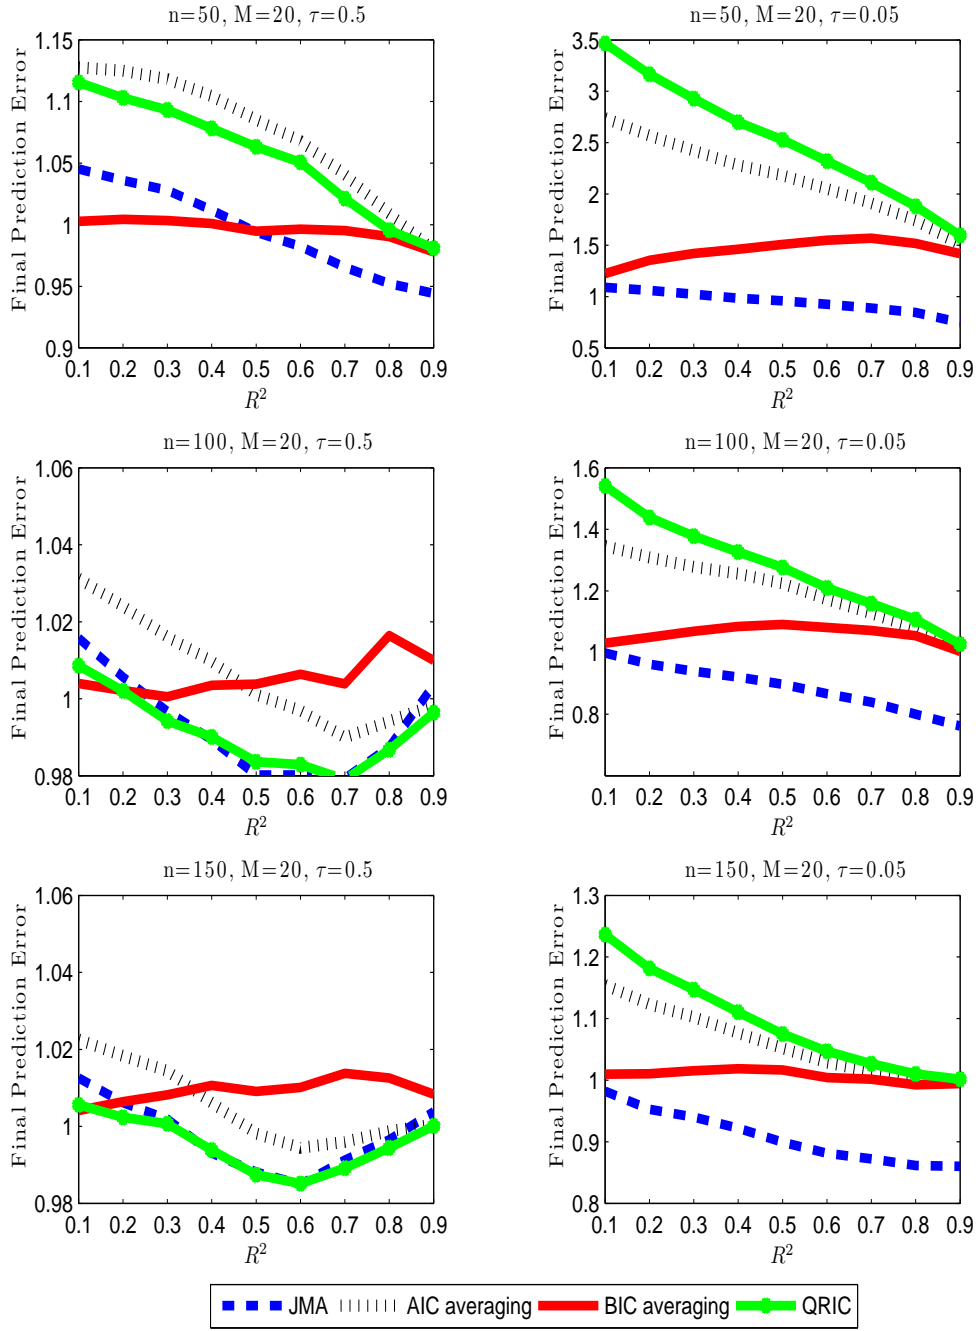 n=50, M=20, τ=0.5
Final Prediction Error
1.15
1.1
1.05
1
0.95
0.9
0.1 0.2 0.3 0.4 0.5 0.6 0.7 0.8 0.9
R²
n=50, M=20, τ=0.05
Final Prediction Error
3.5
3
2.5
2
1.5
1
0.5
0.1 0.2 0.3 0.4 0.5 0.6 0.7 0.8 0.9
R²
n=100, M=20, τ=0.5
Final Prediction Error
1.06
1.04
1.02
1
0.98
0.1 0.2 0.3 0.4 0.5 0.6 0.7 0.8 0.9
R²
n=100, M=20, τ=0.05
Final Prediction Error
1.6
1.4
1.2
1
0.8
0.1 0.2 0.3 0.4 0.5 0.6 0.7 0.8 0.9
R²
n=150, M=20, τ=0.5
Final Prediction Error
1.06
1.04
1.02
1
0.98
0.1 0.2 0.3 0.4 0.5 0.6 0.7 0.8 0.9
R²
n=150, M=20, τ=0.05
Final Prediction Error
1.3
1.2
1.1
1
0.9
0.8
0.1 0.2 0.3 0.4 0.5 0.6 0.7 0.8 0.9
R²
JMA AIC averaging BIC averaging QRIC